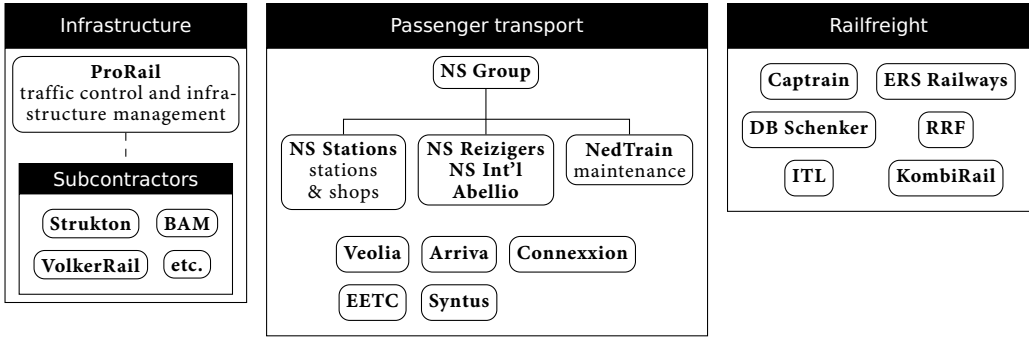 Infrastructure
ProRail
traffic control and infra-
structure management
Subcontractors
Strukton
BAM
VolkerRail
etc.
Passenger transport
NS Group
NS Stations
stations
& shops
NS Reizigers
NS Int'l
Abellio
NedTrain
maintenance
Veolia
Arriva
Connexxion
EETC
Syntus
Railfreight
Captrain
ERS Railways
DB Schenker
RRF
ITL
KombiRail